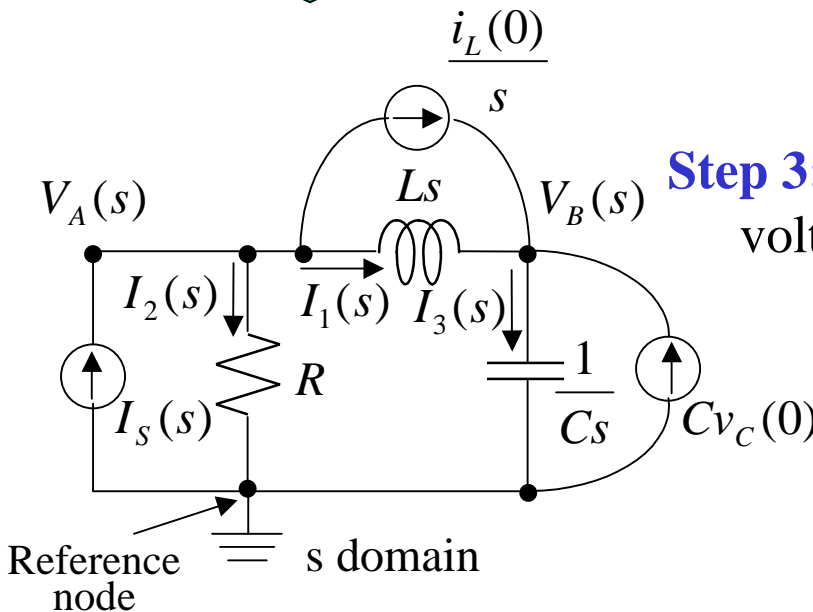 i_L(0)
s
Step 3:
volt
V_A(s)
Ls
V_B(s)
I_2(s)
I_1(s)
I_3(s)
I_S(s)
R
1
Cs
Cv_C(0)
Reference
node
s domain